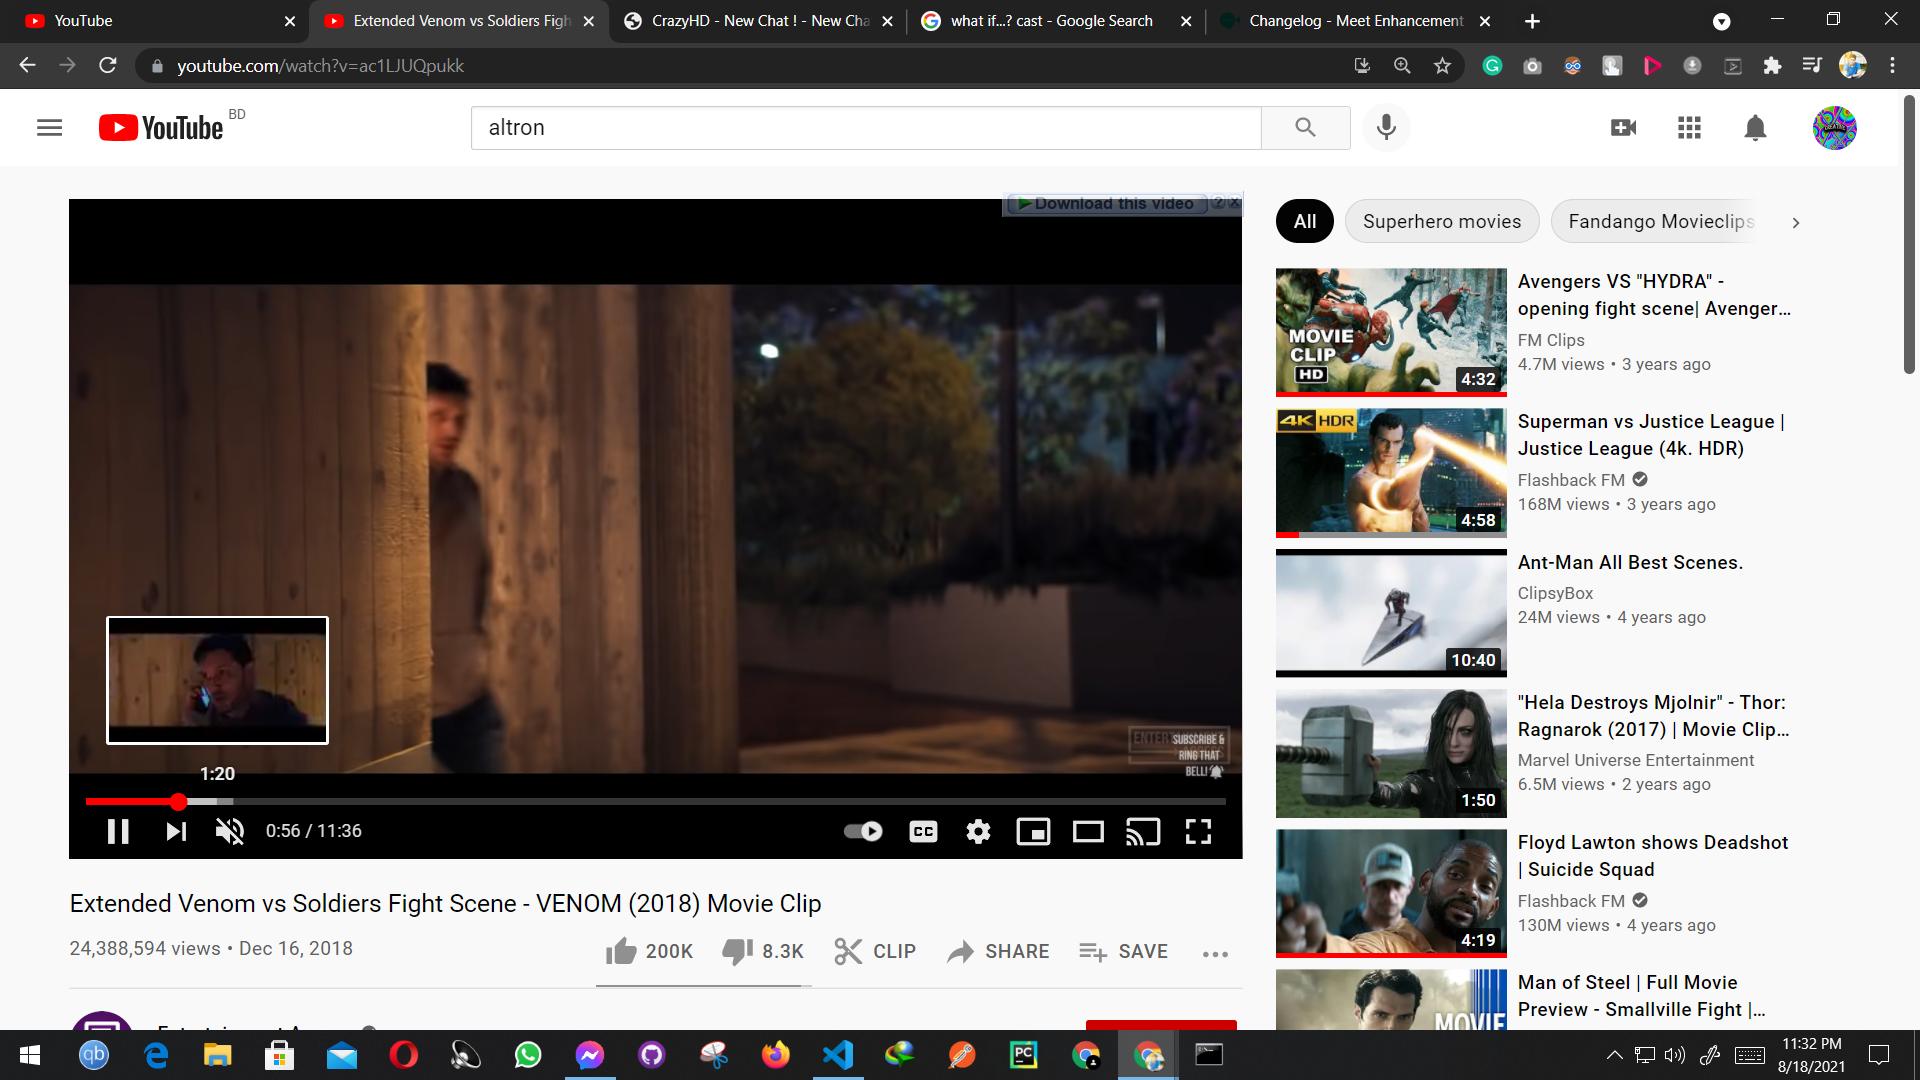 YouTube
Extended Venom vs Soldiers Figh
CrazyHD - New Chat ! - New Cha
what if...? cast - Google Search
Changelog - Meet Enhancement
youtube.com/watch?v=ac1LJUQpukk
YouTube BD
altron
Download this video
All
Superhero movies
Fandango Movieclips
MOVIE
CLIP
HD
4:32
Avengers VS "HYDRA" -
opening fight scene| Avenger...
FM Clips
4.7M views • 3 years ago
4K HDR
4:58
Superman vs Justice League |
Justice League (4k. HDR)
Flashback FM
168M views • 3 years ago
10:40
Ant-Man All Best Scenes.
ClipsyBox
24M views • 4 years ago
1:50
"Hela Destroys Mjolnir" - Thor:
Ragnarok (2017) | Movie Clip...
Marvel Universe Entertainment
6.5M views • 2 years ago
4:19
Floyd Lawton shows Deadshot
| Suicide Squad
Flashback FM
130M views • 4 years ago
MOVIE
Man of Steel | Full Movie
Preview - Smallville Fight |...
SUBSCRIBE &
RING THAT
BELL!
1:20
0:56 / 11:36
CC
Extended Venom vs Soldiers Fight Scene - VENOM (2018) Movie Clip
24,388,594 views • Dec 16, 2018
200K
8.3K
CLIP
SHARE
SAVE
qb
PC
11:32 PM
8/18/2021